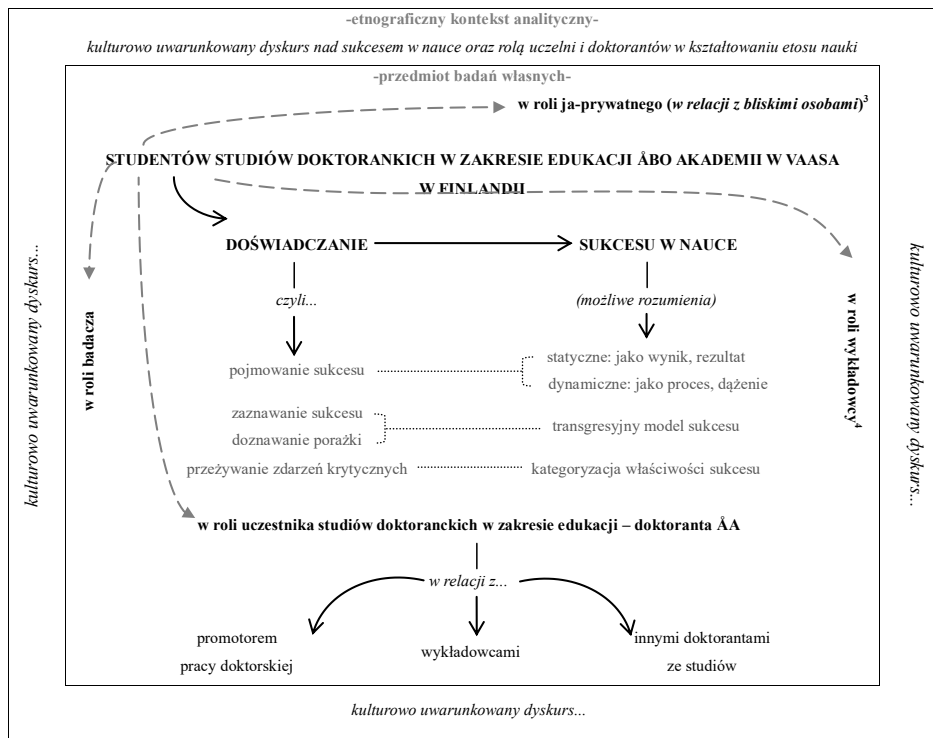 -etnograficzny kontekst analityczny-
kulturowo uwarunkowany dyskurs nad sukcesem w nauce oraz rolą uczelni i doktorantów w kształtowaniu etosu nauki
-przedmiot badań własnych-
w roli ja-prywatnego (w relacji z bliskimi osobami)³
STUDENTÓW STUDIÓW DOKTORANKICH W ZAKRESIE EDUKACJI ÅBO AKADEMII W VAASA
W FINLANDII
DOŚWIADCZANIE
SUKCESU W NAUCE
czyli...
(możliwe rozumienia)
kulturowo uwarunkowany dyskurs...
w roli badacza
w roli wykładowcy⁴
kulturowo uwarunkowany dyskurs...
pojmowanie sukcesu
statyczne: jako wynik, rezultat
dynamiczne: jako proces, dążenie
zaznawanie sukcesu
doznawanie porażki
transgresyjny model sukcesu
przeżywanie zdarzeń krytycznych
kategoryzacja właściwości sukcesu
w roli uczestnika studiów doktoranckich w zakresie edukacji – doktoranta ÅA
w relacji z...
promotorem
pracy doktorskiej
wykładowcami
innymi doktorantami
ze studiów
kulturowo uwarunkowany dyskurs...